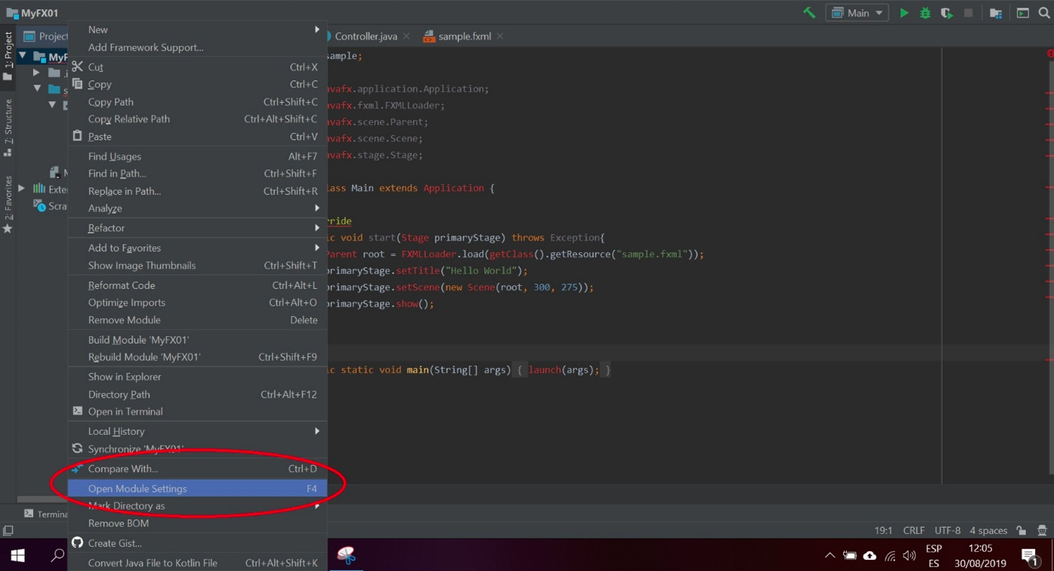 MyFX01
Main
Project
Controller.java
sample.fxml
1: Project
7: Structure
2: Favorites
MyF
Exte
Scra
Termina
New
Add Framework Support...
Cut Ctrl+X
Copy Ctrl+C
Copy Path Ctrl+Shift+C
Copy Relative Path Ctrl+Alt+Shift+C
Paste Ctrl+V
Find Usages Alt+F7
Find in Path... Ctrl+Shift+F
Replace in Path... Ctrl+Shift+R
Analyze
Refactor
Add to Favorites
Show Image Thumbnails Ctrl+Shift+T
Reformat Code Ctrl+Alt+L
Optimize Imports Ctrl+Alt+O
Remove Module Delete
Build Module 'MyFX01'
Rebuild Module 'MyFX01' Ctrl+Shift+F9
Show in Explorer
Directory Path Ctrl+Alt+F12
Open in Terminal
Local History
Synchronize 'MyFX01'
Compare With... Ctrl+D
Open Module Settings F4
Mark Directory as
Remove BOM
Create Gist...
Convert Java File to Kotlin File Ctrl+Alt+Shift+K
sample;
avafx.application.Application;
avafx.fxml.FXMLLoader;
avafx.scene.Parent;
avafx.scene.Scene;
avafx.stage.Stage;
lass Main extends Application {
rride
ic void start(Stage primaryStage) throws Exception{
Parent root = FXMLLoader.load(getClass().getResource("sample.fxml"));
primaryStage.setTitle("Hello World");
primaryStage.setScene(new Scene(root, 300, 275));
primaryStage.show();
ic static void main(String[] args) { launch(args); }
19:1 CRLF UTF-8 4 spaces
ESP
ES
12:05
30/08/2019
1